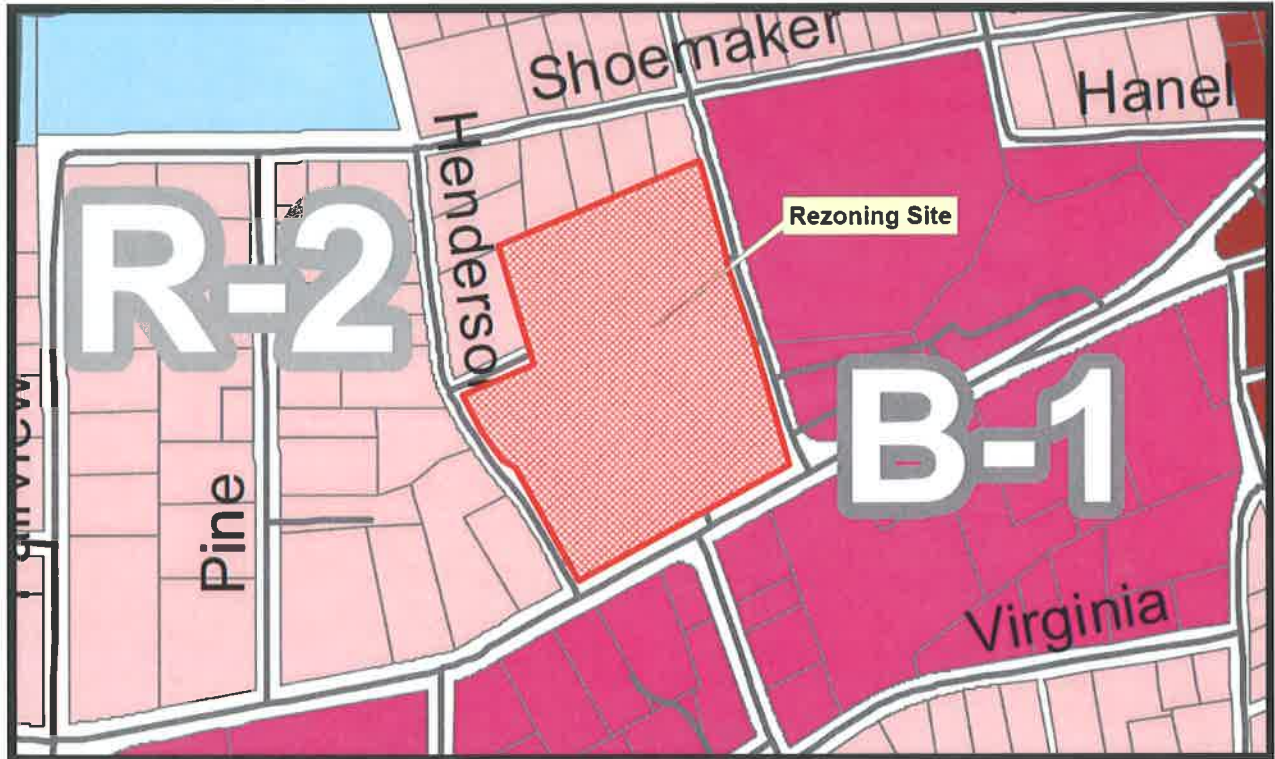 Shoemaker
Hanel
Henderso
Rezoning Site
R-2
B-1
Pine
Virginia